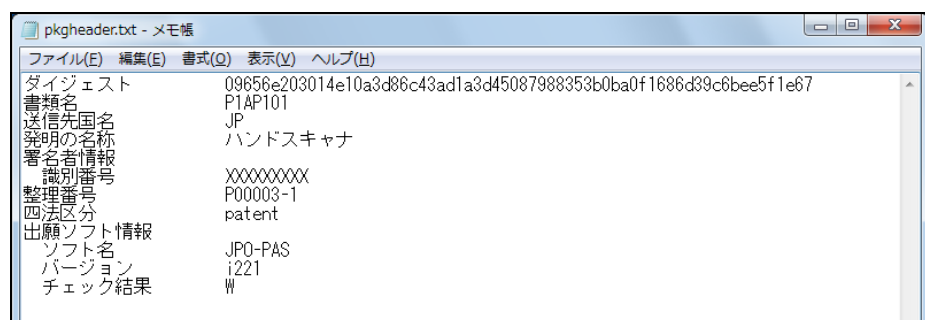 pkgheader.txt - メモ帳
ファイル(F) 編集(E) 書式(O) 表示(V) ヘルプ(H)
ダイジェスト 09656e203014e10a3d86c43ad1a3d45087988353b0ba0f1686d39c6bee5f1e67
書類名 P1AP101
送信先国名 JP
発明の名称 ハンドスキャナ
署名者情報
識別番号 XXXXXXXXX
整理番号 P00003-1
四法区分 patent
出願ソフト情報
ソフト名 JPO-PAS
バージョン i221
チェック結果 W